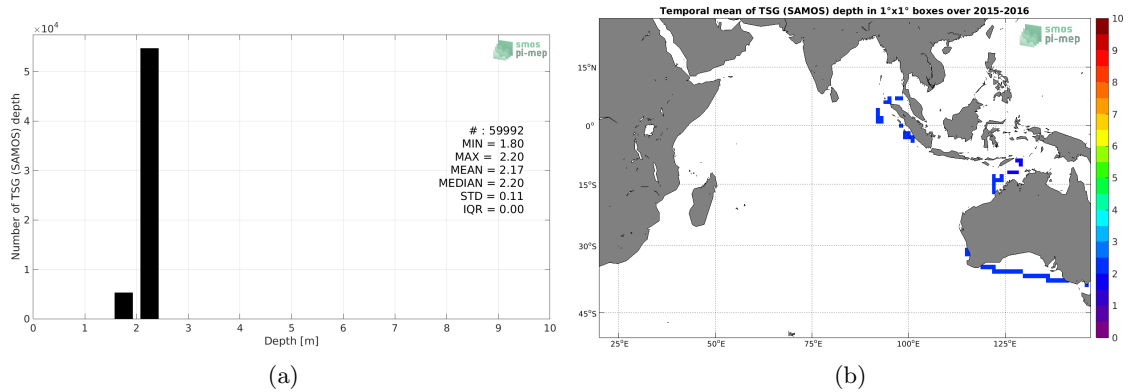 ×10⁴
smos
pi-mep
5
4
3
2
1
0
Number of TSG (SAMOS) depth
# : 59992
MIN = 1.80
MAX = 2.20
MEAN = 2.17
MEDIAN = 2.20
STD = 0.11
IQR = 0.00
0 1 2 3 4 5 6 7 8 9 10
Depth [m]
(a)
Temporal mean of TSG (SAMOS) depth in 1°x1° boxes over 2015-2016
smos
pi-mep
15°N
0°
15°S
30°S
45°S
25°E 50°E 75°E 100°E 125°E
10
9
8
7
6
5
4
3
2
1
0
(b)